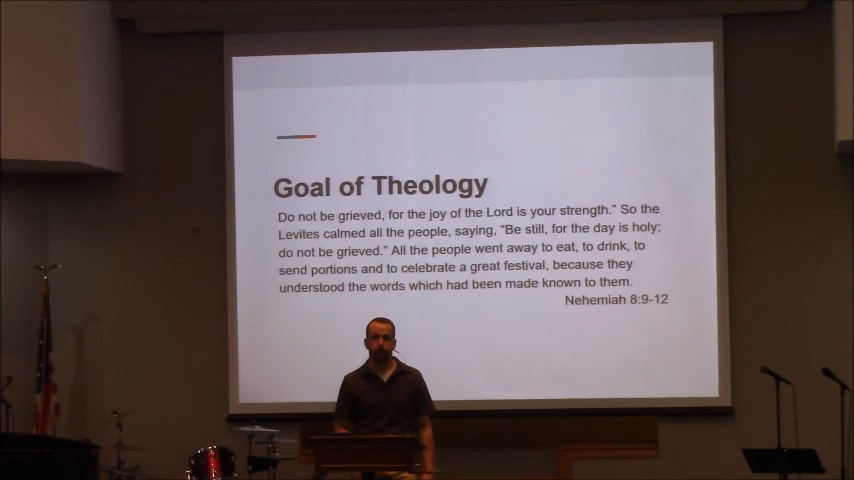 Goal of Theology
Do not be grieved, for the joy of the Lord is your strength." So the
Levites calmed all the people, saying, "Be still, for the day is holy;
do not be grieved." All the people went away to eat, to drink, to
send portions and to celebrate a great festival, because they
understood the words which had been made known to them.
Nehemiah 8:9-12